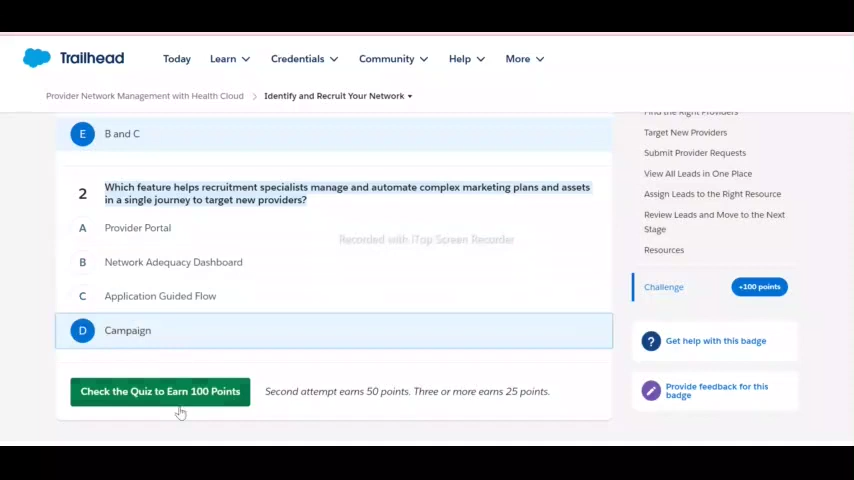 Trailhead
Today Learn Credentials Community Help More
Provider Network Management with Health Cloud > Identify and Recruit Your Network
Find the Right Providers
Target New Providers
Submit Provider Requests
View All Leads in One Place
Assign Leads to the Right Resource
Review Leads and Move to the Next
Stage
Resources
Challenge +100 points
Get help with this badge
Provide feedback for this
badge
E B and C
2 Which feature helps recruitment specialists manage and automate complex marketing plans and assets
in a single journey to target new providers?
A Provider Portal
B Network Adequacy Dashboard
C Application Guided Flow
D Campaign
Check the Quiz to Earn 100 Points Second attempt earns 50 points. Three or more earns 25 points.
Recorded with iTop Screen Recorder